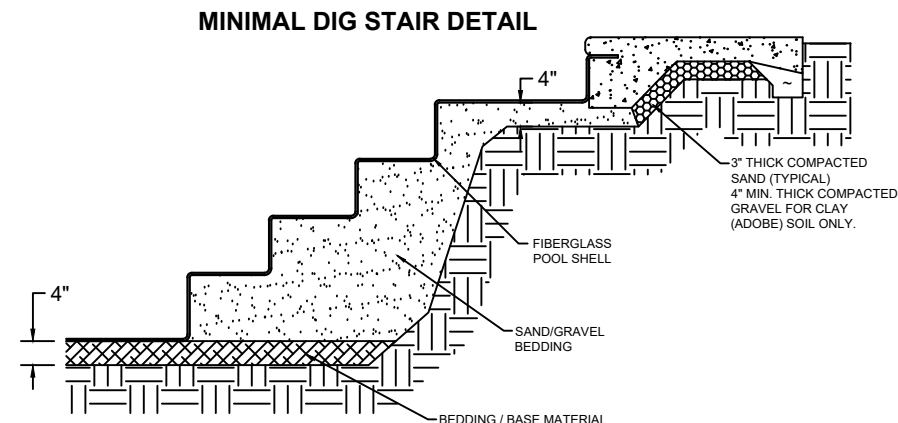 MINIMAL DIG STAIR DETAIL
4"
3" THICK COMPACTED
SAND (TYPICAL)
4" MIN. THICK COMPACTED
GRAVEL FOR CLAY
(ADOBE) SOIL ONLY.
FIBERGLASS
POOL SHELL
4"
SAND/GRAVEL
BEDDING
BEDDING / BASE MATERIAL